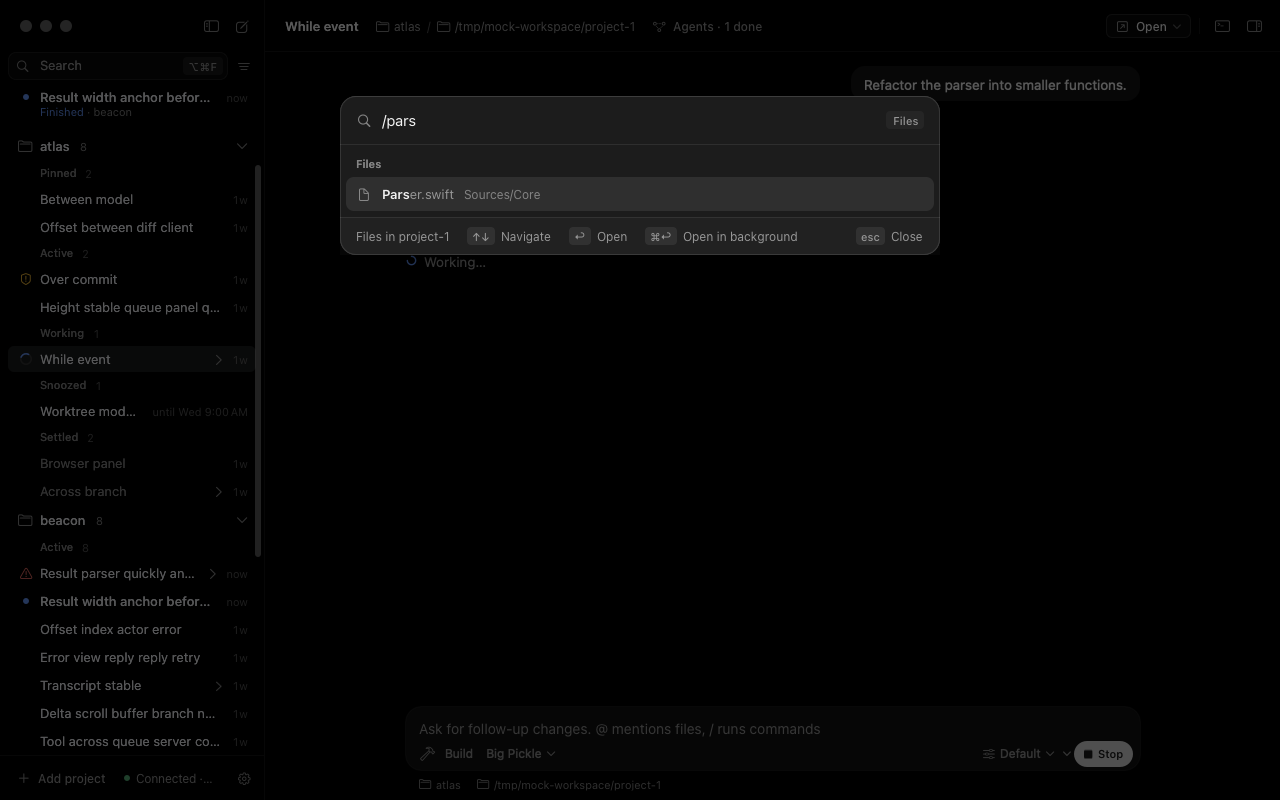 While event atlas / /tmp/mock-workspace/project-1 Agents · 1 done Open
Search ⌥⌘F
Result width anchor befor... now
Finished · beacon
atlas 8
Pinned 2
Between model 1w
Offset between diff client 1w
Active 2
Over commit 1w
Height stable queue panel q... 1w
Working 1
While event 1w
Snoozed 1
Worktree mod... until Wed 9:00 AM
Settled 2
Browser panel 1w
Across branch 1w
beacon 8
Active 8
Result parser quickly an... now
Result width anchor befor... now
Offset index actor error 1w
Error view reply reply retry 1w
Transcript stable 1w
Delta scroll buffer branch n... 1w
Tool across queue server co... 1w
Add project Connected ·...
Refactor the parser into smaller functions.
/pars Files
Files
Parser.swift Sources/Core
Files in project-1 ↑↓ Navigate ↩ Open ⌘↩ Open in background esc Close
Working...
Ask for follow-up changes. @ mentions files, / runs commands
Build Big Pickle Default Stop
atlas /tmp/mock-workspace/project-1